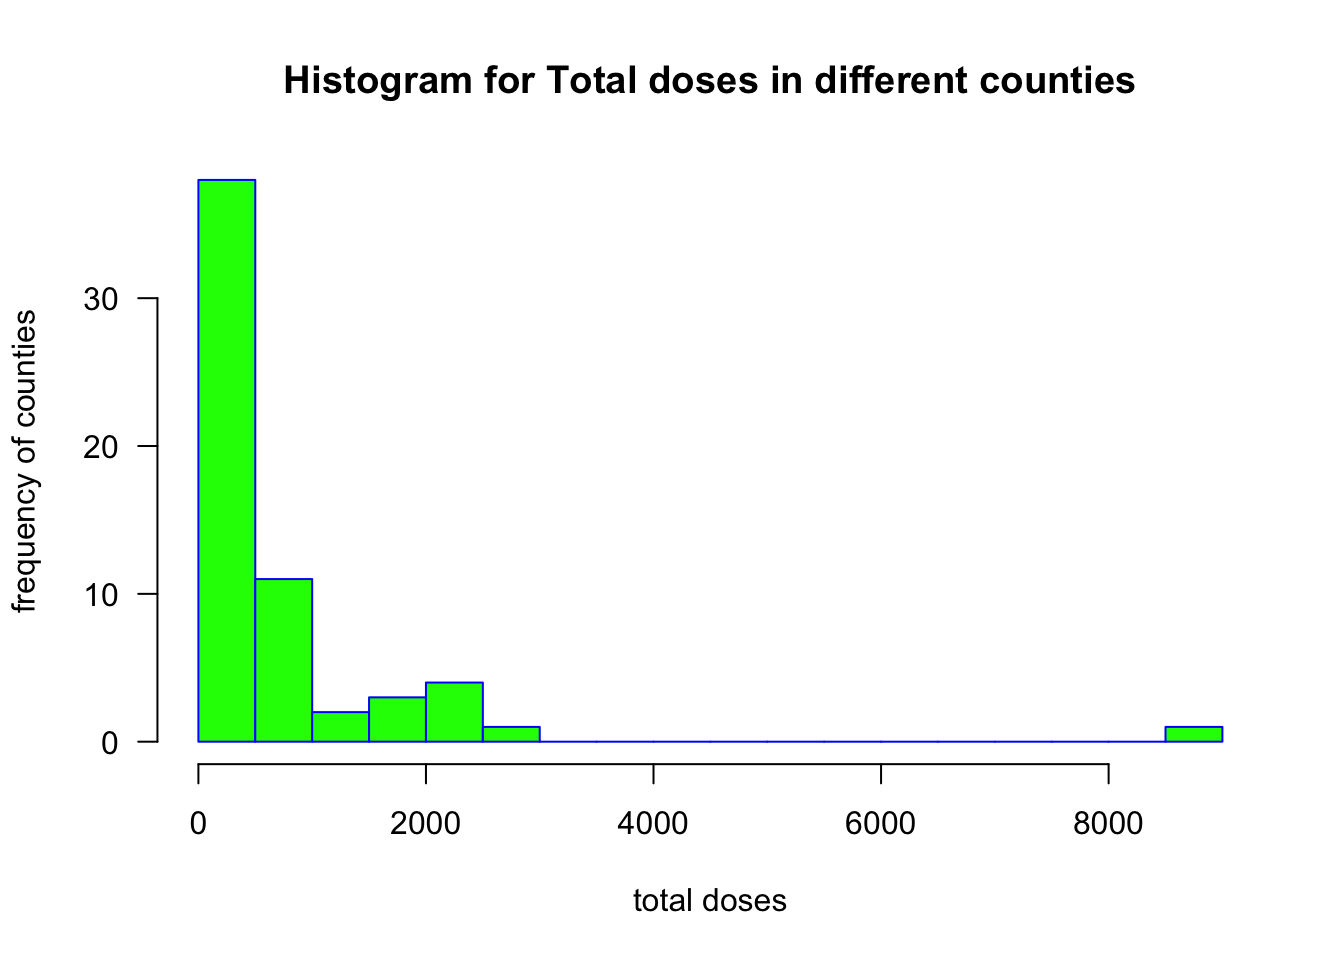 Histogram for Total doses in different counties
frequency of counties
30
20
10
0
0 2000 4000 6000 8000
total doses